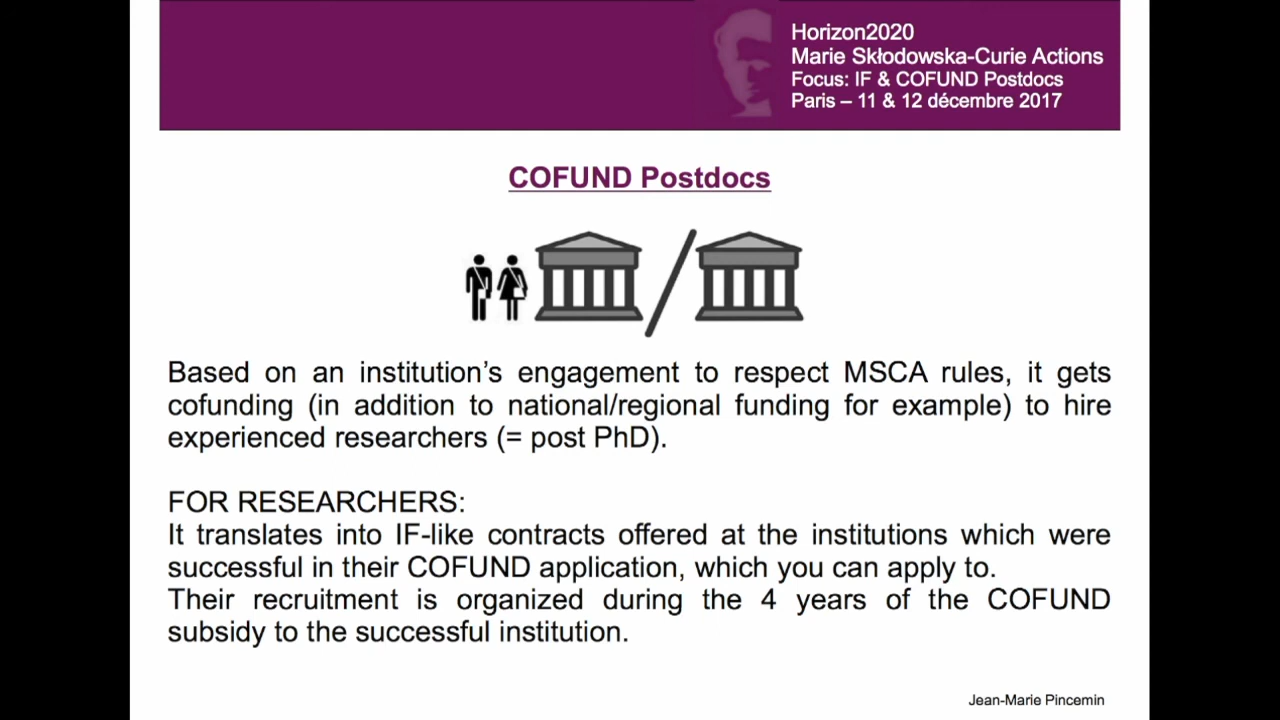 Horizon2020
Marie Skłodowska-Curie Actions
Focus: IF & COFUND Postdocs
Paris – 11 & 12 décembre 2017
COFUND Postdocs
Based on an institution’s engagement to respect MSCA rules, it gets
cofunding (in addition to national/regional funding for example) to hire
experienced researchers (= post PhD).
FOR RESEARCHERS:
It translates into IF-like contracts offered at the institutions which were
successful in their COFUND application, which you can apply to.
Their recruitment is organized during the 4 years of the COFUND
subsidy to the successful institution.
Jean-Marie Pincemin